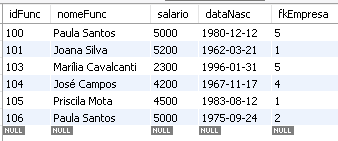 idFunc nomeFunc salario dataNasc fkEmpresa
100 Paula Santos 5000 1980-12-12 5
101 Joana Silva 5200 1962-03-21 1
103 Marília Cavalcanti 2300 1996-01-31 5
104 José Campos 4200 1967-11-17 4
105 Priscila Mota 4500 1983-08-12 1
106 Paula Santos 5000 1975-09-24 2
NULL NULL NULL NULL NULL